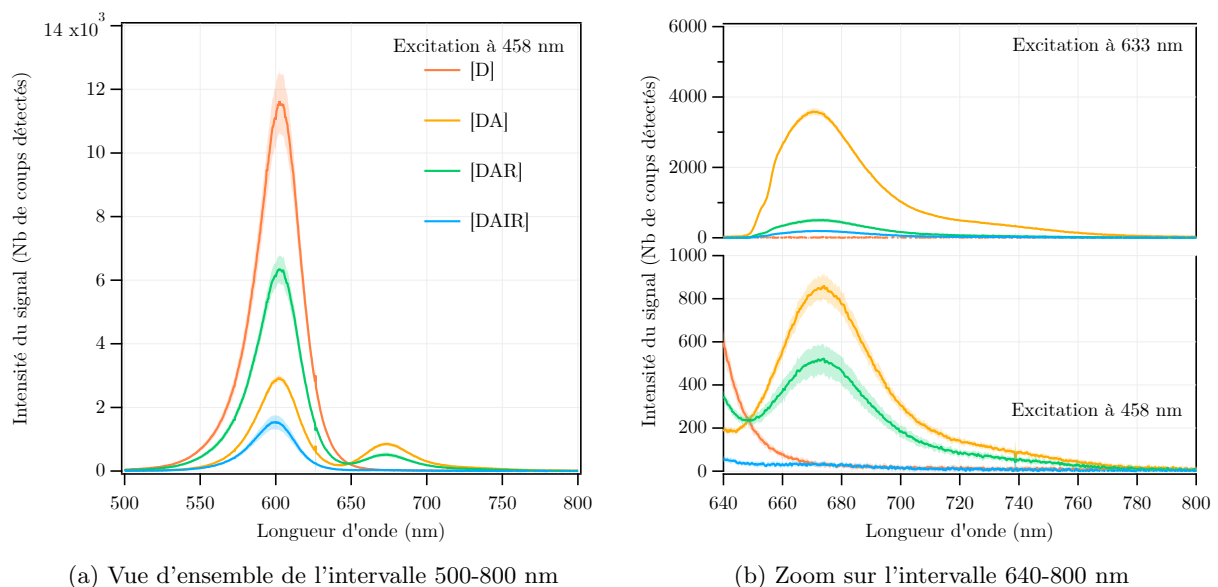 14 x10³
12
10
8
6
4
2
0
Intensité du signal (Nb de coups détectés)
Excitation à 458 nm
[D]
[DA]
[DAR]
[DAIR]
500
550
600
650
700
750
800
Longueur d'onde (nm)
(a) Vue d'ensemble de l'intervalle 500-800 nm
6000
4000
2000
0
Intensité du signal (Nb de coups détectés)
Excitation à 633 nm
1000
800
600
400
200
0
Excitation à 458 nm
640
660
680
700
720
740
760
780
800
Longueur d'onde (nm)
(b) Zoom sur l'intervalle 640-800 nm